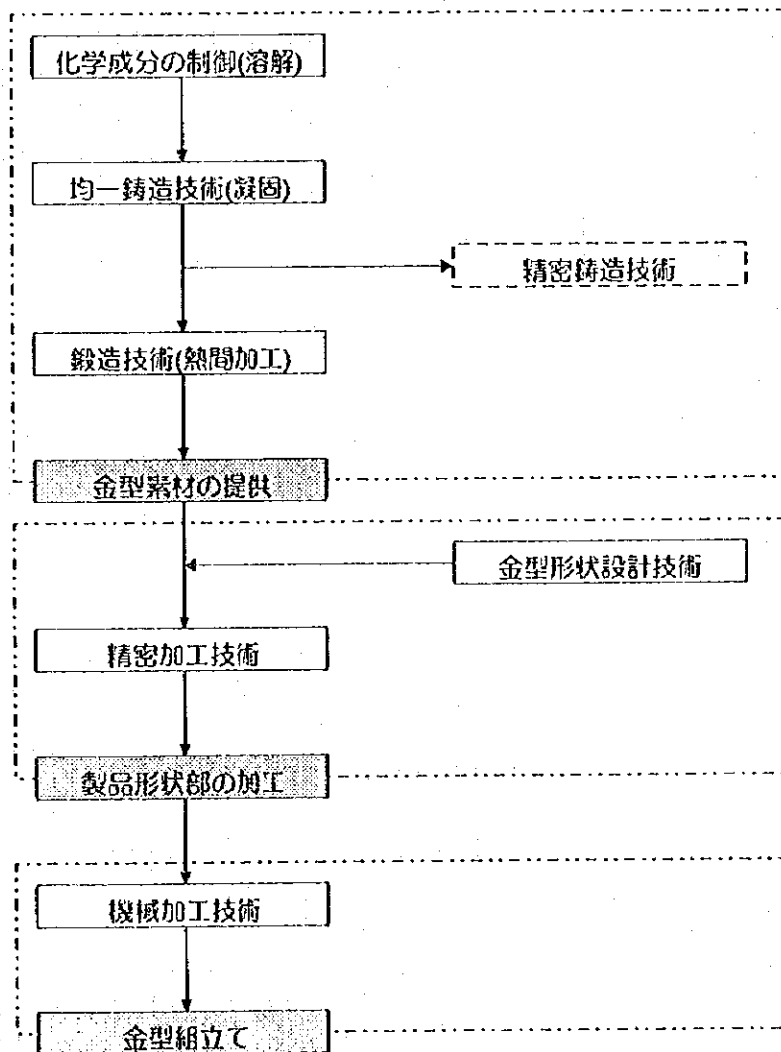 化学成分の制御(溶解)
均一鋳造技術(凝固)
精密鋳造技術
鍛造技術(熱間加工)
金型素材の提供
金型形状設計技術
精密加工技術
製品形状部の加工
機械加工技術
金型組立て